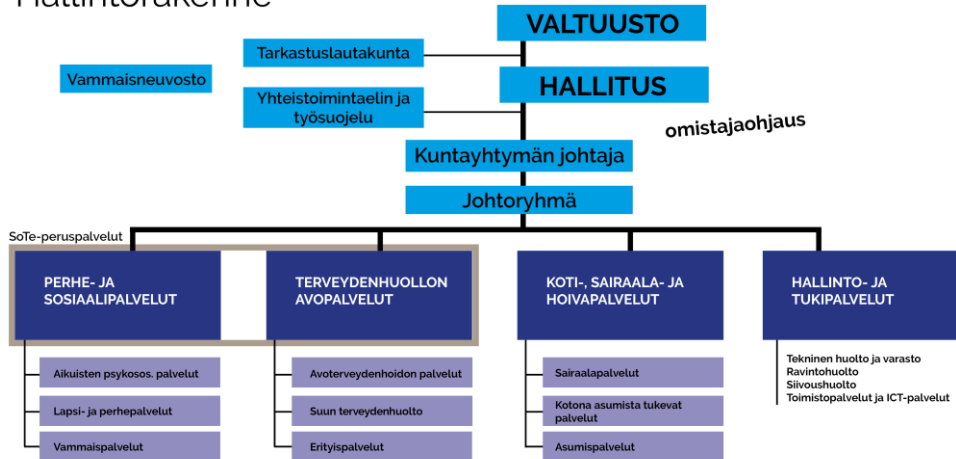 Hallintorakenne
VALTUUSTO
Tarkastuslautakunta
Vammaisneuvosto
HALLITUS
Yhteistoimintaelin ja
työsuojelu
omistajaohjaus
Kuntayhtymän johtaja
Johtoryhmä
SoTe-peruspalvelut
PERHE- JA
SOSIAALIPALVELUT
TERVEYDENHUOLLON
AVOPALVELUT
KOTI-, SAIRAALA- JA
HOIVAPALVELUT
HALLINTO- JA
TUKIPALVELUT
Aikuisten psykosos. palvelut
Lapsi- ja perhepalvelut
Vammaispalvelut
Avoterveydenhoidon palvelut
Suun terveydenhuolto
Erityispalvelut
Sairaalapalvelut
Kotona asumista tukevat
palvelut
Asumispalvelut
Tekninen huolto ja varasto
Ravintohuolto
Siivoushuolto
Toimistopalvelut ja ICT-palvelut